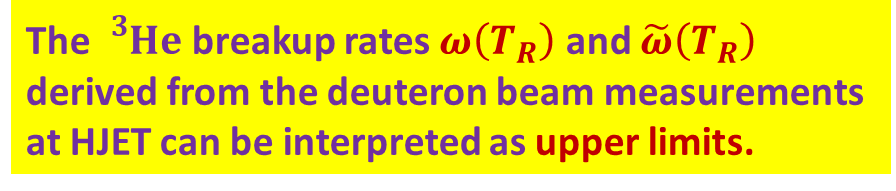 The ³He breakup rates ω(T_R) and ω̃(T_R)
derived from the deuteron beam measurements
at HJET can be interpreted as upper limits.